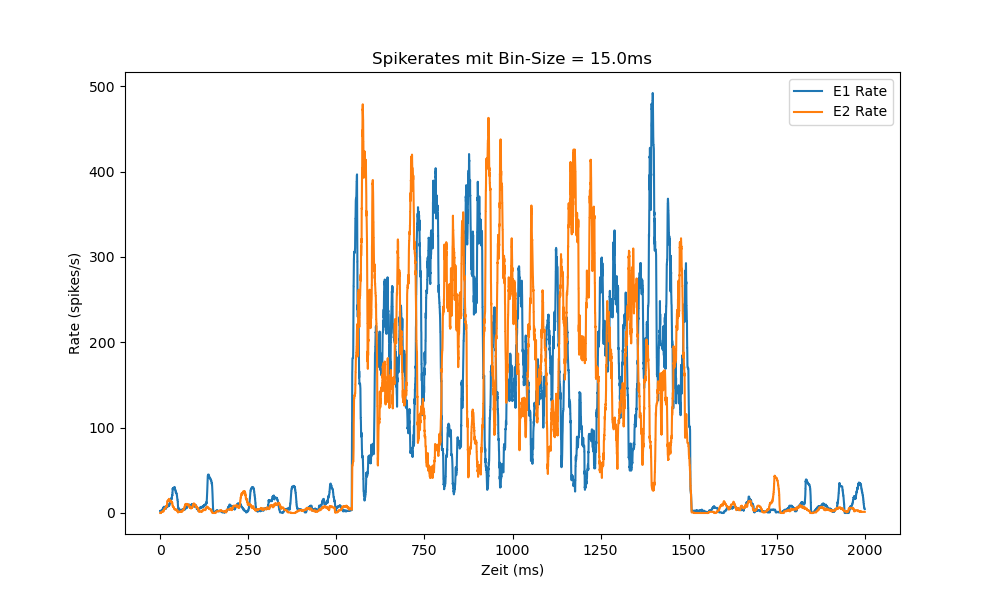 Spikerates mit Bin-Size = 15.0ms
E1 Rate
E2 Rate
Rate (spikes/s)
500
400
300
200
100
0
0 250 500 750 1000 1250 1500 1750 2000
Zeit (ms)